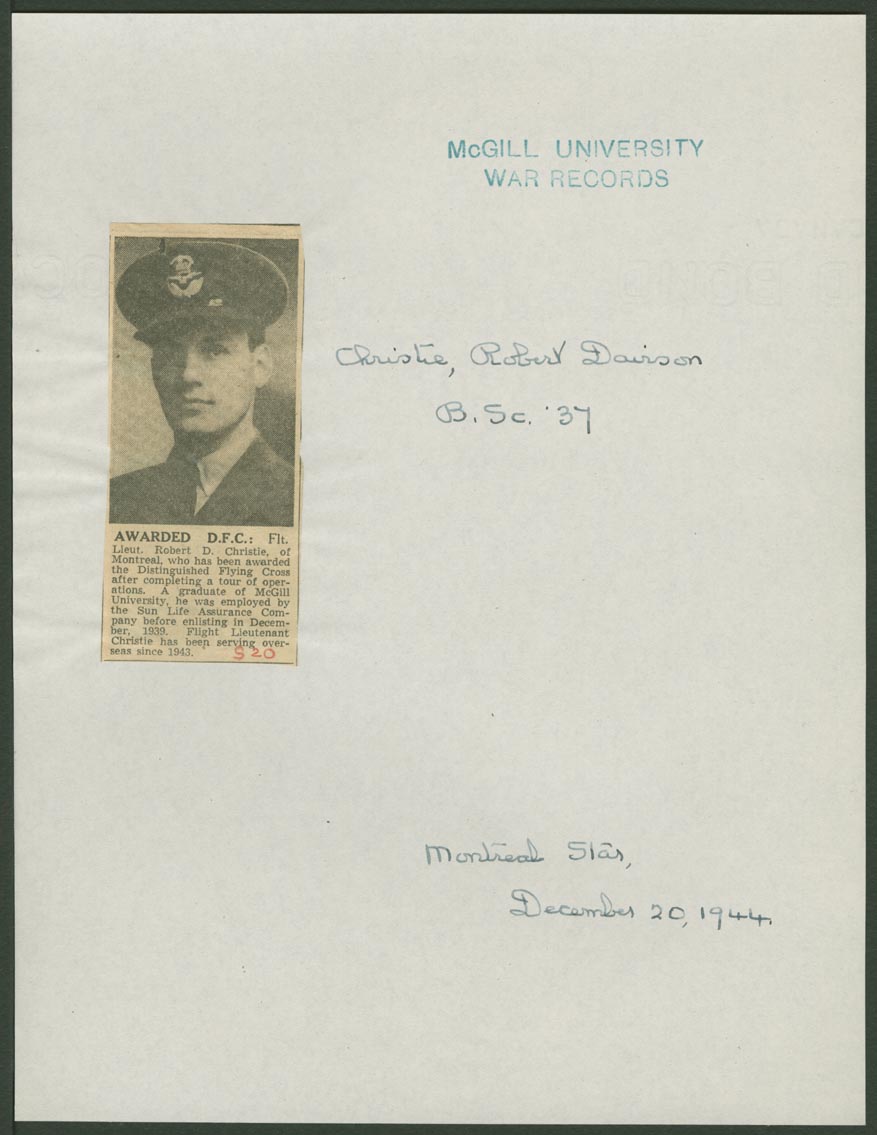 McGILL UNIVERSITY
WAR RECORDS
Christie, Robert Dawson
B. Sc. '37
AWARDED D.F.C.: Flt.
Lieut. Robert D. Christie, of
Montreal, who has been awarded
the Distinguished Flying Cross
after completing a tour of oper-
ations. A graduate of McGill
University, he was employed by
the Sun Life Assurance Com-
pany before enlisting in Decem-
ber, 1939. Flight Lieutenant
Christie has been serving over-
seas since 1943.
S 20
Montreal Star,
December 20, 1944.